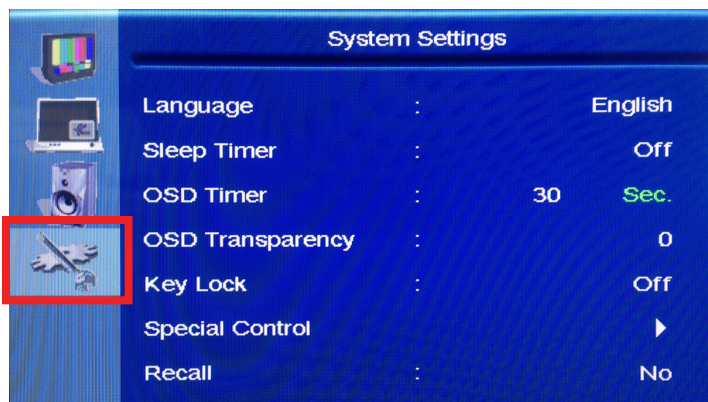 System Settings
Language : English
Sleep Timer : Off
OSD Timer : 30 Sec.
OSD Transparency : 0
Key Lock : Off
Special Control
Recall : No